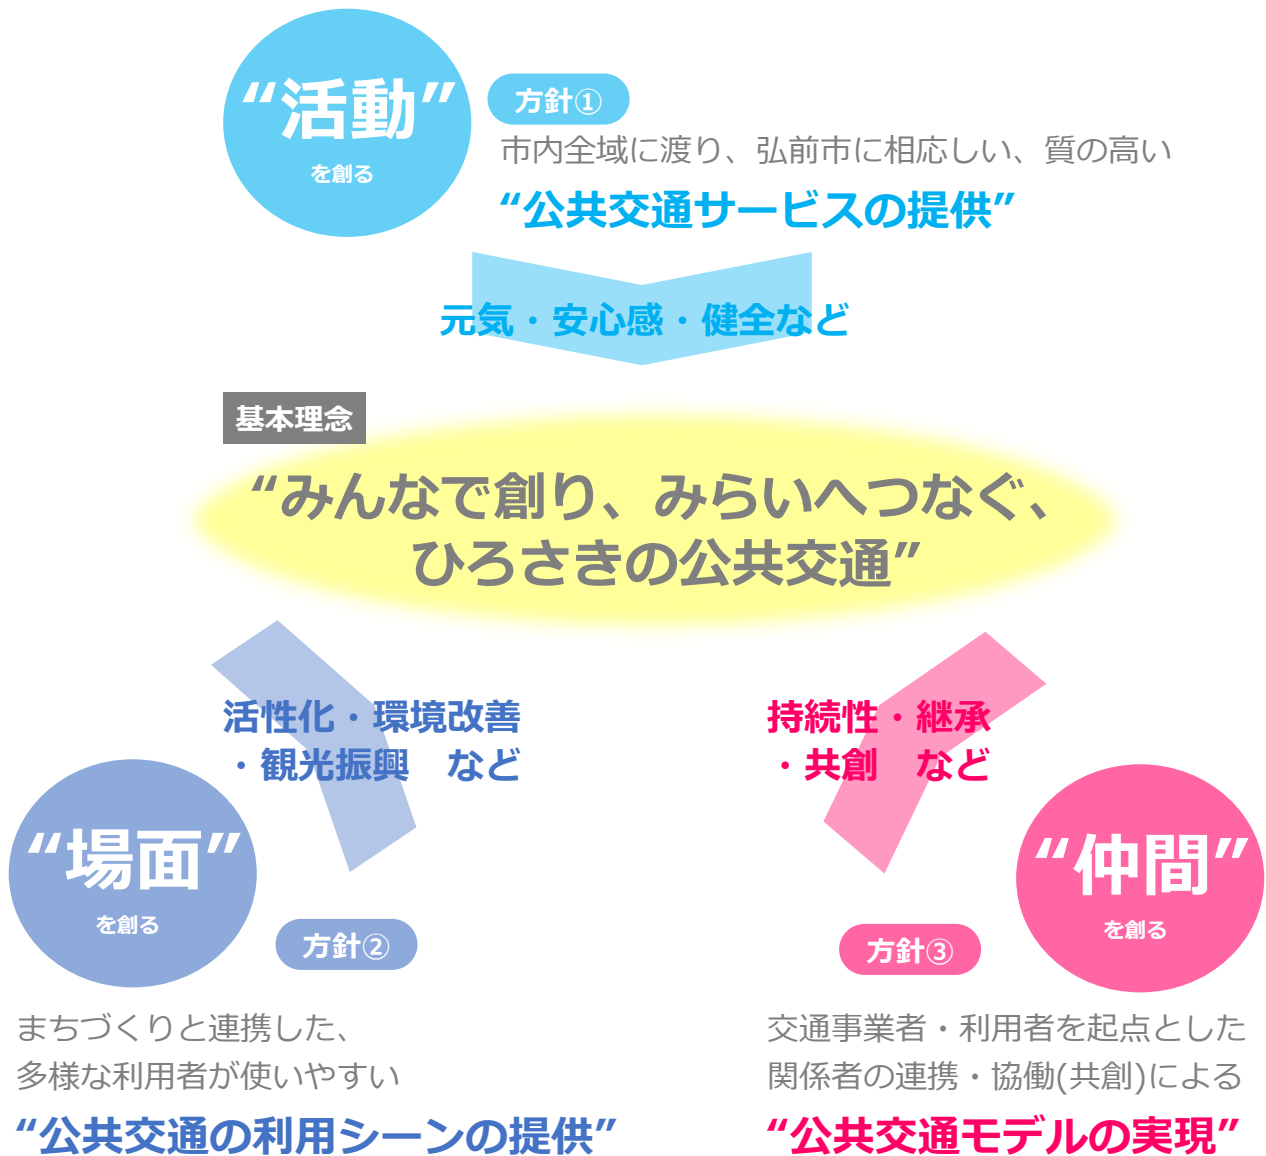 “活動”
を創る
方針①
市内全域に渡り、弘前市に相応しい、質の高い
“公共交通サービスの提供”
元気・安心感・健全など
基本理念
“みんなで創り、みらいへつなぐ、
ひろさきの公共交通”
活性化・環境改善
・観光振興　など
“場面”
を創る
方針②
まちづくりと連携した、
多様な利用者が使いやすい
“公共交通の利用シーンの提供”
持続性・継承
・共創　など
“仲間”
を創る
方針③
交通事業者・利用者を起点とした
関係者の連携・協働(共創)による
“公共交通モデルの実現”